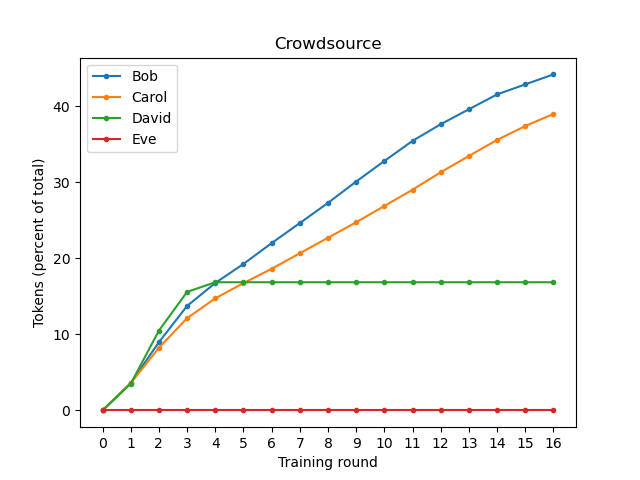 Crowdsource
Bob
Carol
David
Eve
Tokens (percent of total)
40
30
20
10
0
0 1 2 3 4 5 6 7 8 9 10 11 12 13 14 15 16
Training round